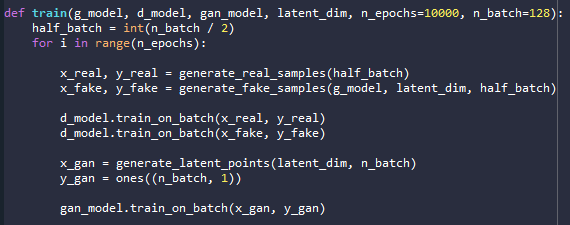 def train(g_model, d_model, gan_model, latent_dim, n_epochs=10000, n_batch=128):
    half_batch = int(n_batch / 2)
    for i in range(n_epochs):

        x_real, y_real = generate_real_samples(half_batch)
        x_fake, y_fake = generate_fake_samples(g_model, latent_dim, half_batch)

        d_model.train_on_batch(x_real, y_real)
        d_model.train_on_batch(x_fake, y_fake)

        x_gan = generate_latent_points(latent_dim, n_batch)
        y_gan = ones((n_batch, 1))

        gan_model.train_on_batch(x_gan, y_gan)